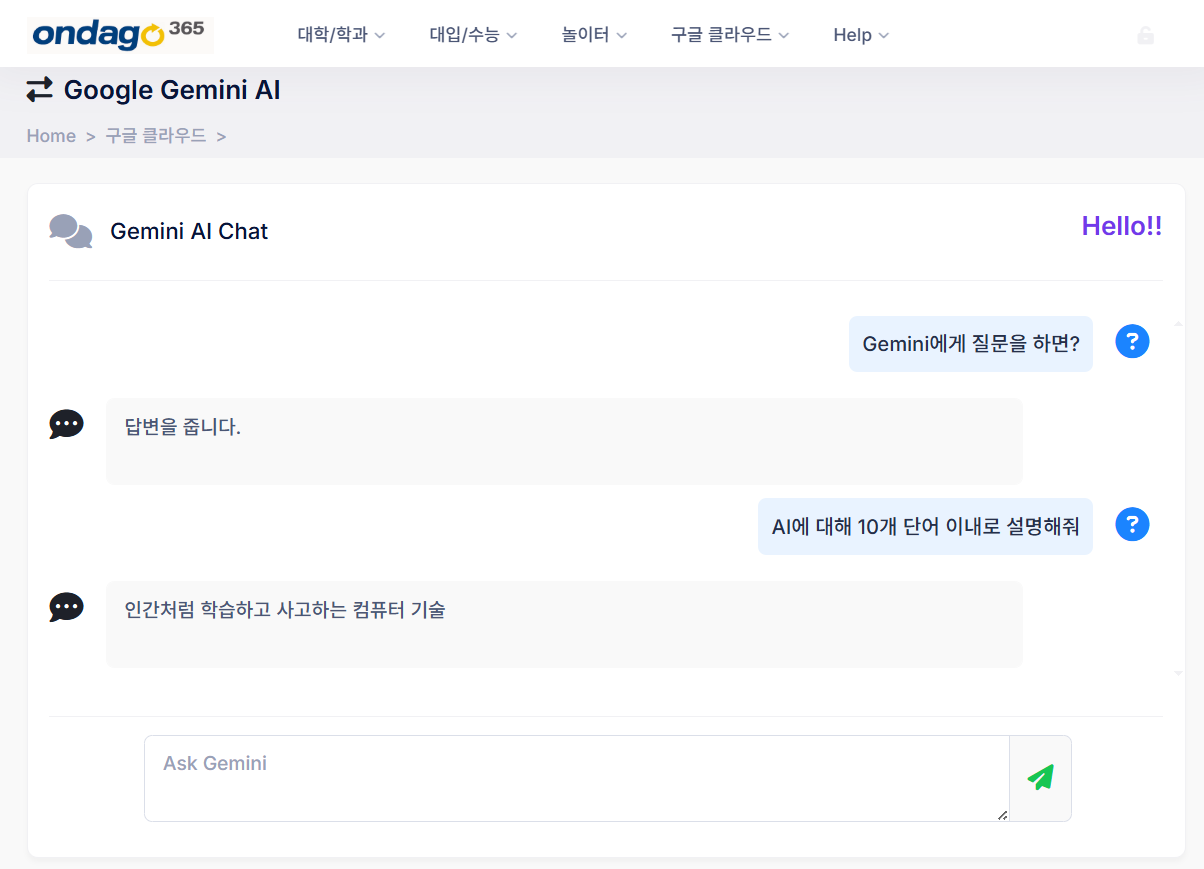 ondago 365
대학/학과
대입/수능
놀이터
구글 클라우드
Help
Google Gemini AI
Home > 구글 클라우드 >
Gemini AI Chat
Hello!!
Gemini에게 질문을 하면?
답변을 줍니다.
AI에 대해 10개 단어 이내로 설명해줘
인간처럼 학습하고 사고하는 컴퓨터 기술
Ask Gemini